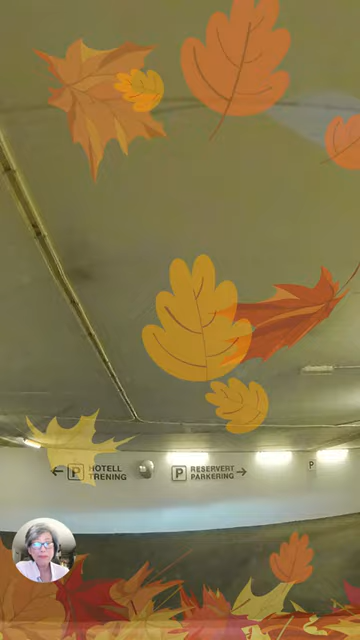 ← P HOTELL
TRENING
P RESERVERT →
PARKERING
P